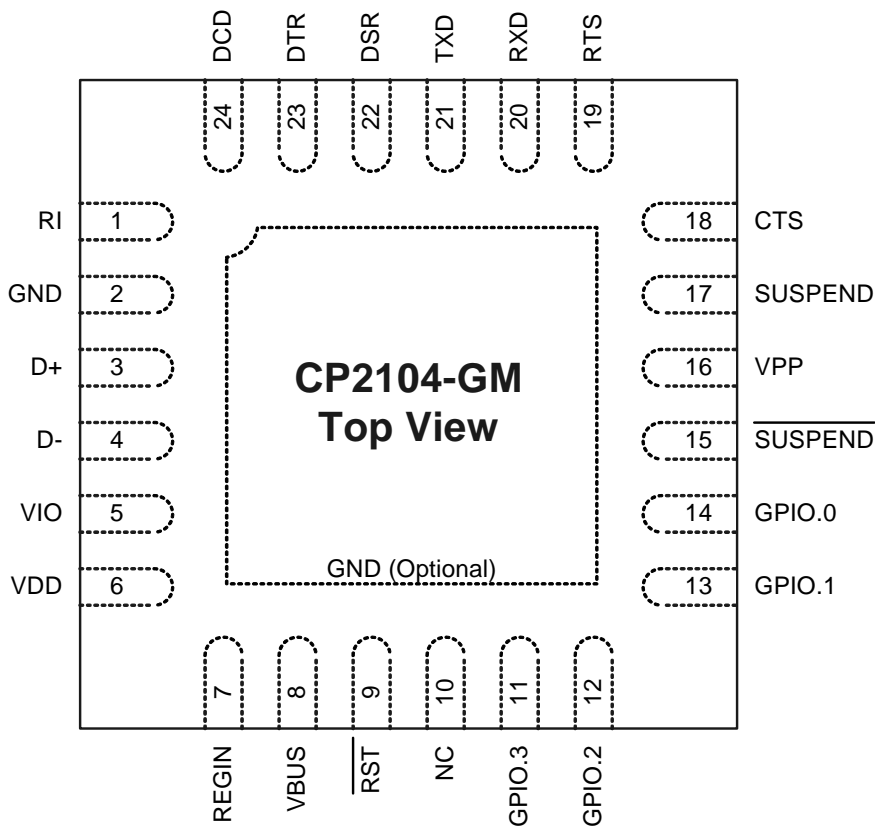 DCD DTR DSR TXD RXD RTS
24 23 22 21 20 19
RI 1 18 CTS
GND 2 17 SUSPEND
D+ 3 16 VPP
D- 4 15 S̅U̅S̅P̅E̅N̅D̅
VIO 5 14 GPIO.0
VDD 6 13 GPIO.1
CP2104-GM
Top View
GND (Optional)
7 8 9 10 11 12
REGIN VBUS R̅S̅T̅ NC GPIO.3 GPIO.2